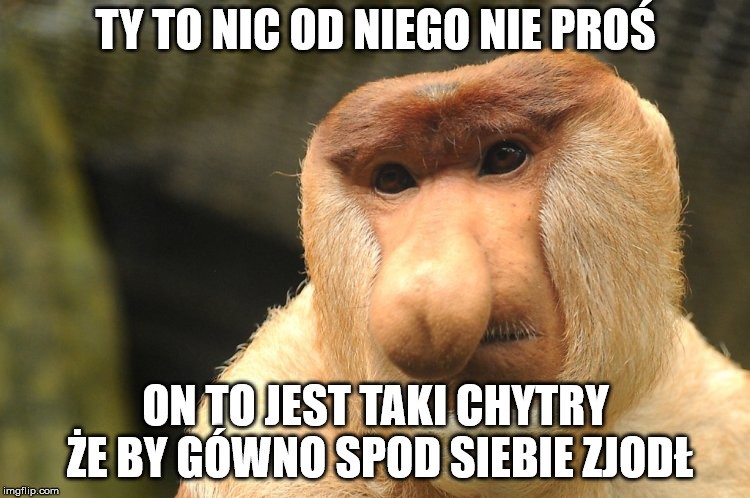 TY TO NIC OD NIEGO NIE PROŚ
ON TO JEST TAKI CHYTRY
ŻE BY GÓWNO SPOD SIEBIE ZJODŁ
imgflip.com